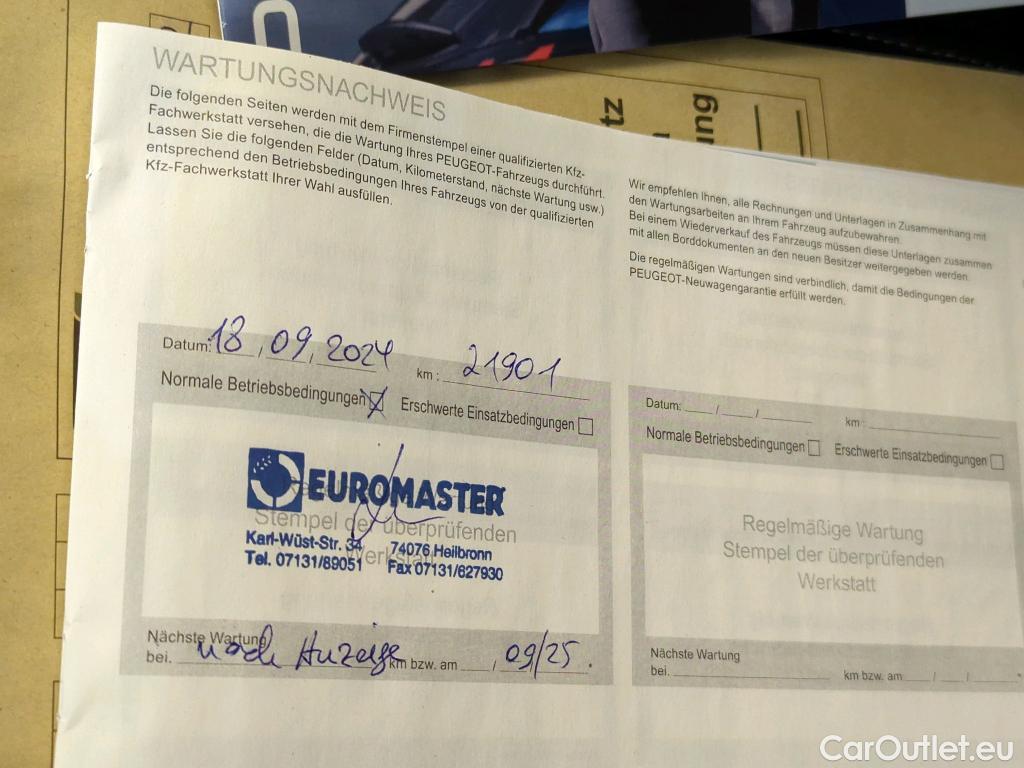 tz
ung
WARTUNGSNACHWEIS
Die folgenden Seiten werden mit dem Firmenstempel einer qualifizierten Kfz-
Fachwerkstatt versehen, die die Wartung Ihres PEUGEOT-Fahrzeugs durchführt.
Lassen Sie die folgenden Felder (Datum, Kilometerstand, nächste Wartung usw.)
entsprechend den Betriebsbedingungen Ihres Fahrzeugs von der qualifizierten
Kfz-Fachwerkstatt Ihrer Wahl ausfüllen.
Wir empfehlen Ihnen, alle Rechnungen und Unterlagen in Zusammenhang mit
den Wartungsarbeiten an Ihrem Fahrzeug aufzubewahren.
Bei einem Wiederverkauf des Fahrzeugs müssen diese Unterlagen zusammen
mit allen Borddokumenten an den neuen Besitzer weitergegeben werden.
Die regelmäßigen Wartungen sind verbindlich, damit die Bedingungen der
PEUGEOT-Neuwagengarantie erfüllt werden.
Datum: 18, 09, 2024 km: 21901
Normale Betriebsbedingungen Erschwerte Einsatzbedingungen
EUROMASTER
Stempel der überprüfenden
Werkstatt
Karl-Wüst-Str. 34 74076 Heilbronn
Tel. 07131/89051 Fax 07131/627930
Nächste Wartung
bei. nach Anzeige km bzw. am / 09/25.
Datum: / / km:
Normale Betriebsbedingungen Erschwerte Einsatzbedingungen
Regelmäßige Wartung
Stempel der überprüfenden
Werkstatt
Nächste Wartung
bei. km bzw. am / /
CarOutlet.eu